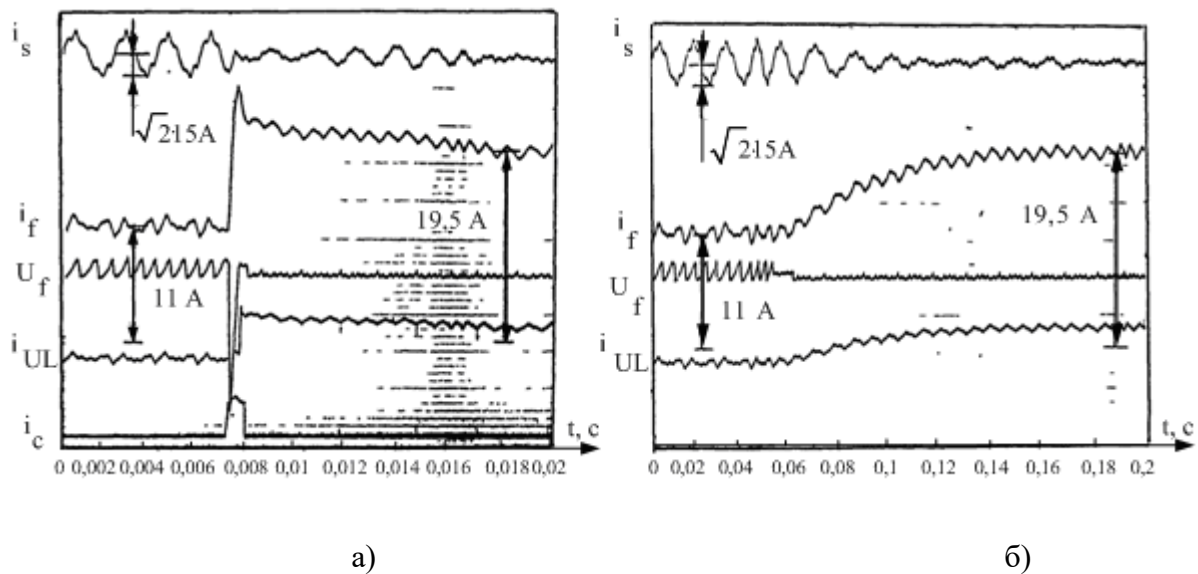 i_s
√2·15A
i_f
19,5 A
U_f
11 A
i_UL
i_c
t, c
0 0,002 0,004 0,006 0,008 0,01 0,012 0,014 0,016 0,018 0,02
а)
i_s
√2·15A
i_f
19,5 A
U_f
11 A
i_UL
t, c
0 0,02 0,04 0,06 0,08 0,1 0,12 0,14 0,16 0,18 0,2
б)